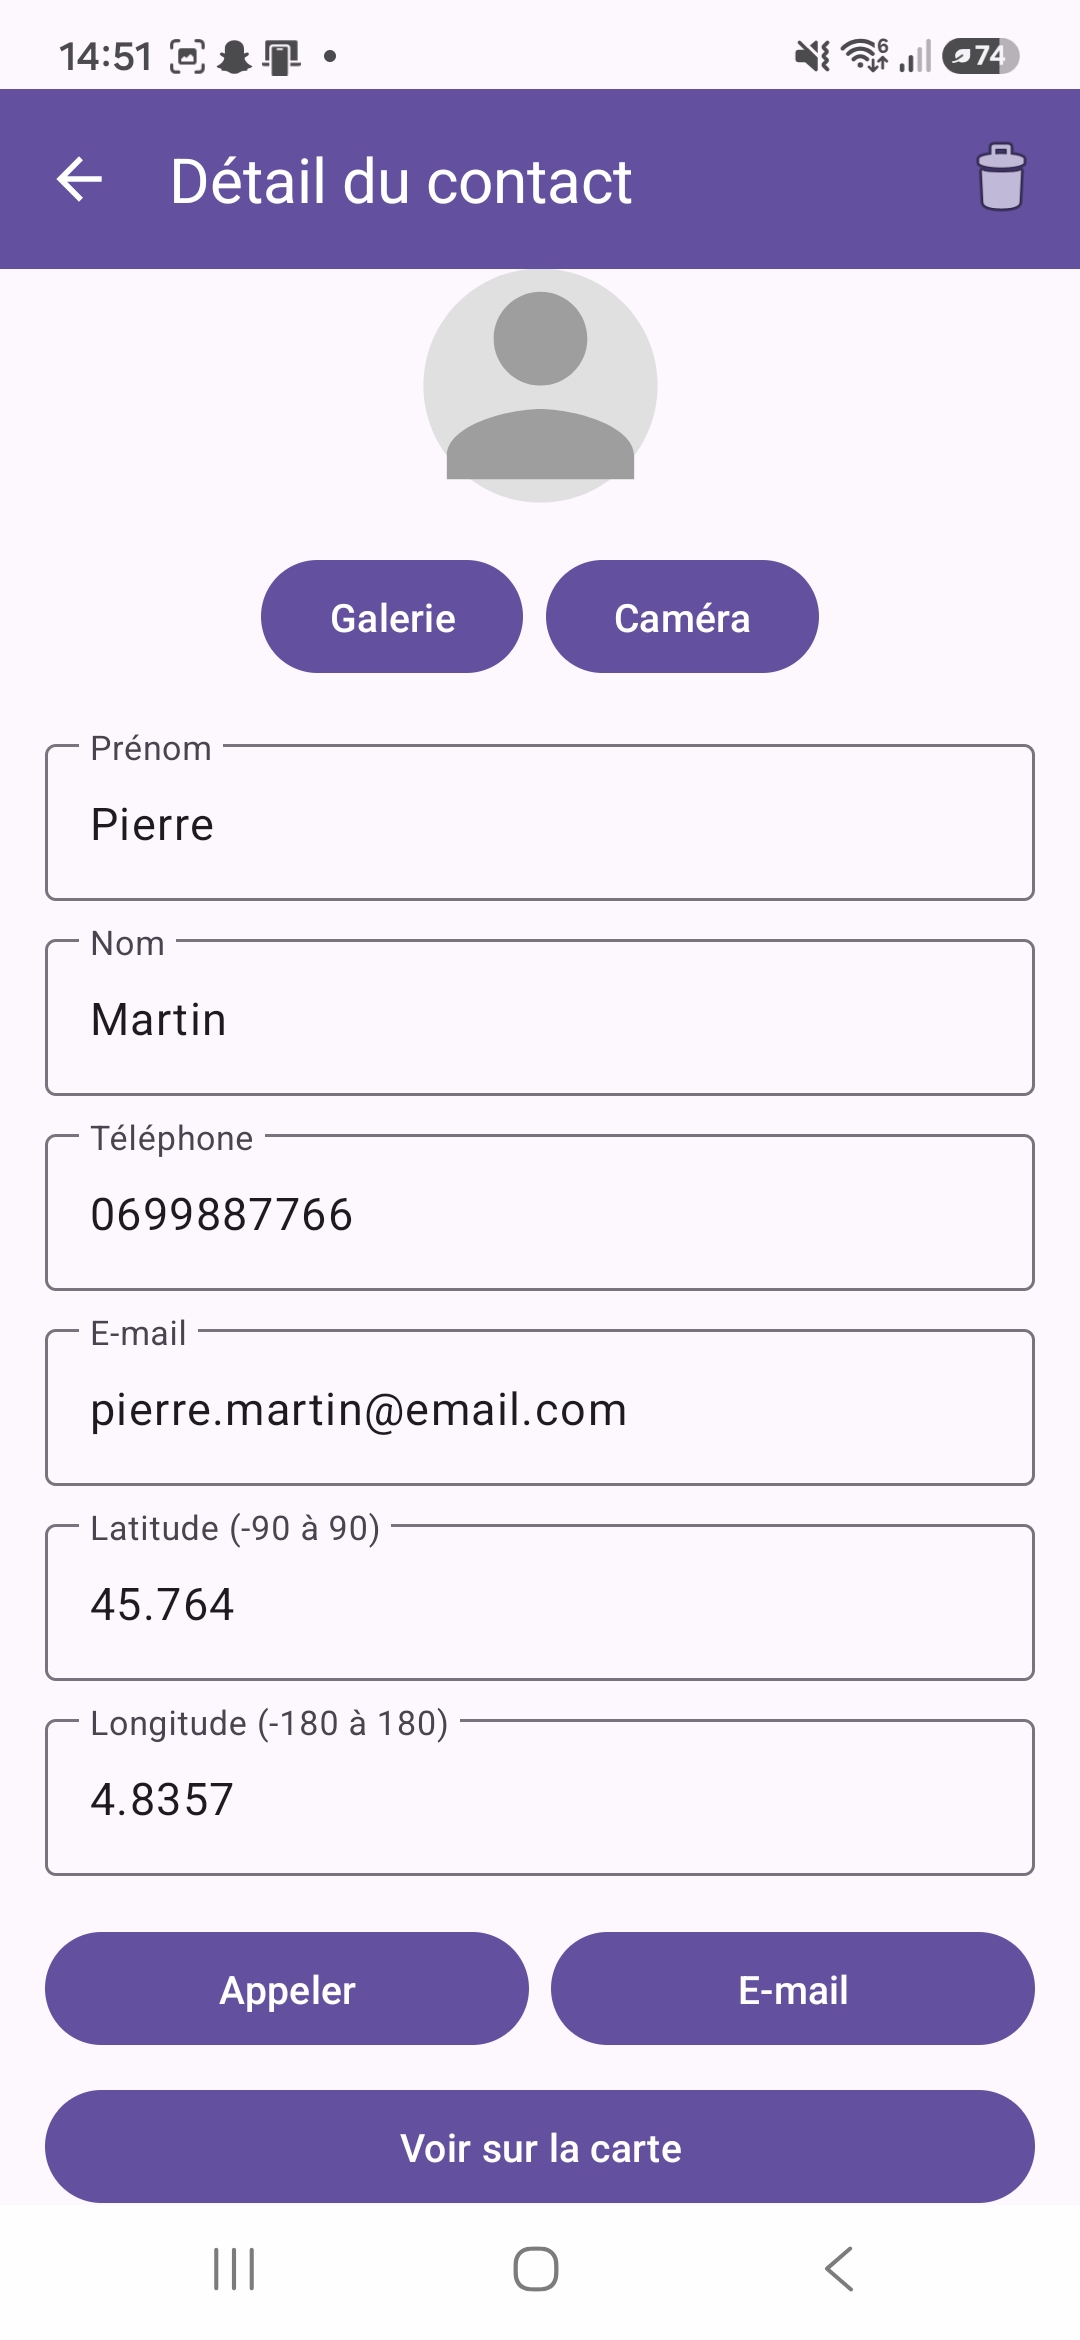 14:51
6
74
Détail du contact
Galerie
Caméra
Prénom
Pierre
Nom
Martin
Téléphone
0699887766
E-mail
pierre.martin@email.com
Latitude (-90 à 90)
45.764
Longitude (-180 à 180)
4.8357
Appeler
E-mail
Voir sur la carte